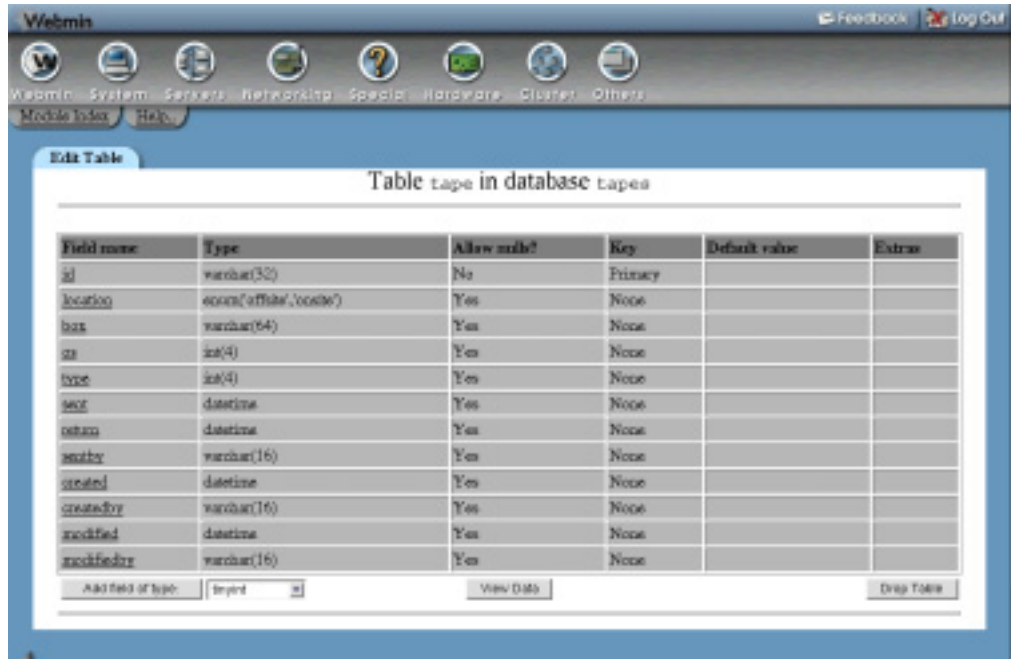 Webmin
Feedback Log Out
Webmin System Servers Networking Special Hardware Cluster Others
Module Index Help..
Edit Table
Table tape in database tapes
Field name Type Allow nulls? Key Default value Extras
id varchar(32) No Primary
location enum('offsite','onsite') Yes None
box varchar(64) Yes None
os int(4) Yes None
type int(4) Yes None
sent datetime Yes None
return datetime Yes None
sentby varchar(16) Yes None
created datetime Yes None
createdby varchar(16) Yes None
modified datetime Yes None
modifiedby varchar(16) Yes None
Add field of type: tinyint View Data Drop Table